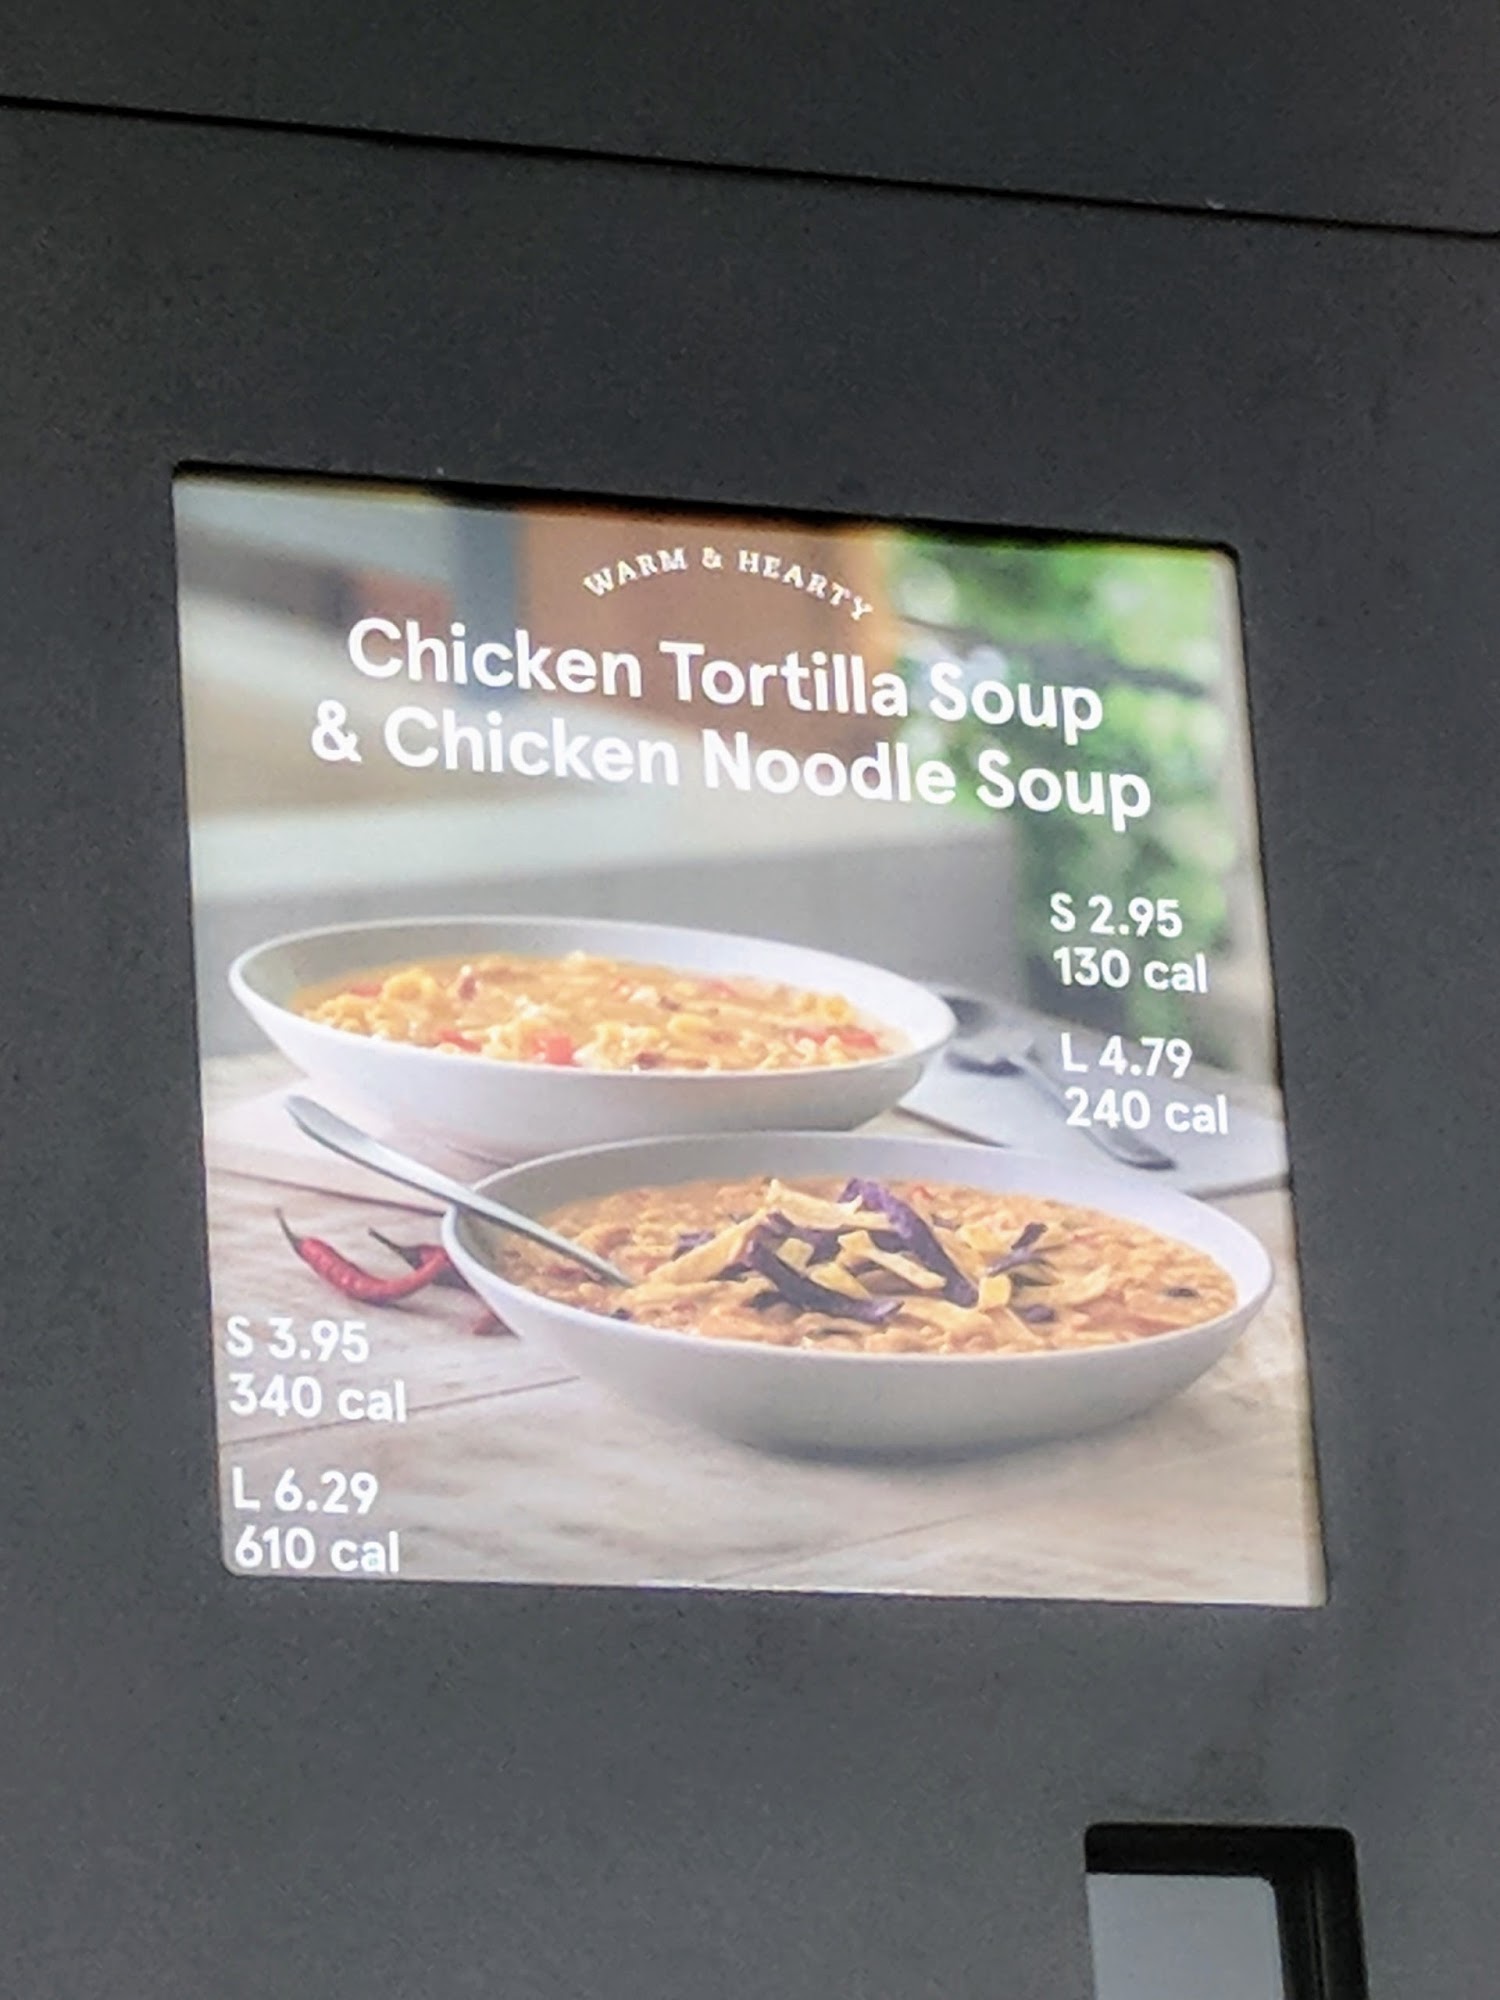 WARM & HEARTY
Chicken Tortilla Soup
& Chicken Noodle Soup
S 2.95
130 cal
L 4.79
240 cal
S 3.95
340 cal
L 6.29
610 cal